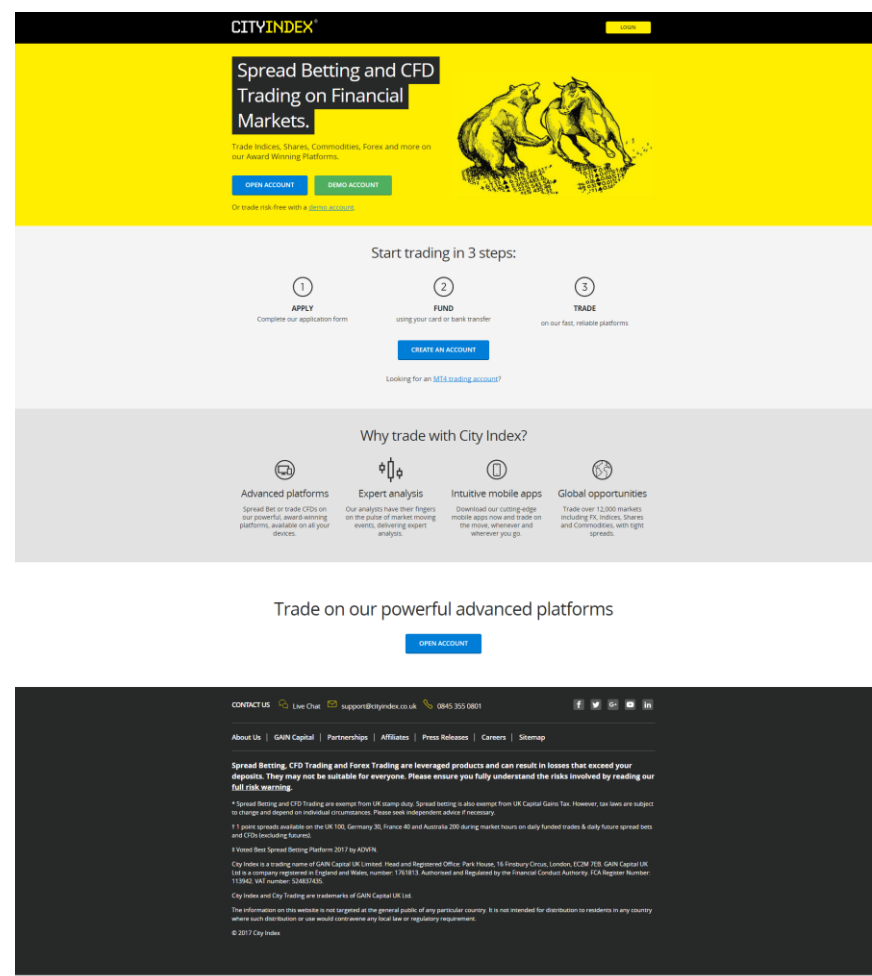 CITYINDEX®
LOGIN
Spread Betting and CFD
Trading on Financial
Markets.
Trade Indices, Shares, Commodities, Forex and more on
our Award Winning Platforms.
OPEN ACCOUNT
DEMO ACCOUNT
Or trade risk-free with a demo account.
Start trading in 3 steps:
1
2
3
APPLY
FUND
TRADE
Complete our application form
using your card or bank transfer
on our fast, reliable platforms
CREATE AN ACCOUNT
Looking for an MT4 trading account?
Why trade with City Index?
Advanced platforms
Spread Bet or trade CFDs on
our powerful, award-winning
platforms, available on all your
devices.
Expert analysis
Our analysts have their fingers
on the pulse of market moving
events, delivering expert
analysis.
Intuitive mobile apps
Download our cutting-edge
mobile apps now and trade on
the move, whenever and
wherever you go.
Global opportunities
Trade over 12,000 markets
including FX, Indices, Shares
and Commodities, with tight
spreads.
Trade on our powerful advanced platforms
OPEN ACCOUNT
CONTACT US Live Chat support@cityindex.co.uk 0845 355 0801
About Us | GAIN Capital | Partnerships | Affiliates | Press Releases | Careers | Sitemap
Spread Betting, CFD Trading and Forex Trading are leveraged products and can result in losses that exceed your
deposits. They may not be suitable for everyone. Please ensure you fully understand the risks involved by reading our
full risk warning.
* Spread Betting and CFD Trading are exempt from UK stamp duty. Spread betting is also exempt from UK Capital Gains Tax. However, tax laws are subject
to change and depend on individual circumstances. Please seek independent advice if necessary.
† 1 point spreads available on the UK 100, Germany 30, France 40 and Australia 200 during market hours on daily funded trades & daily future spread bets
and CFDs (excluding futures).
‡ Voted Best Spread Betting Platform 2017 by ADVFN.
City Index is a trading name of GAIN Capital UK Limited. Head and Registered Office: Park House, 16 Finsbury Circus, London, EC2M 7EB. GAIN Capital UK
Ltd is a company registered in England and Wales, number: 1761813. Authorised and Regulated by the Financial Conduct Authority. FCA Register Number:
113942. VAT number: 524837435.
City Index and City Trading are trademarks of GAIN Capital UK Ltd.
The information on this website is not targeted at the general public of any particular country. It is not intended for distribution to residents in any country
where such distribution or use would contravene any local law or regulatory requirement.
© 2017 City Index